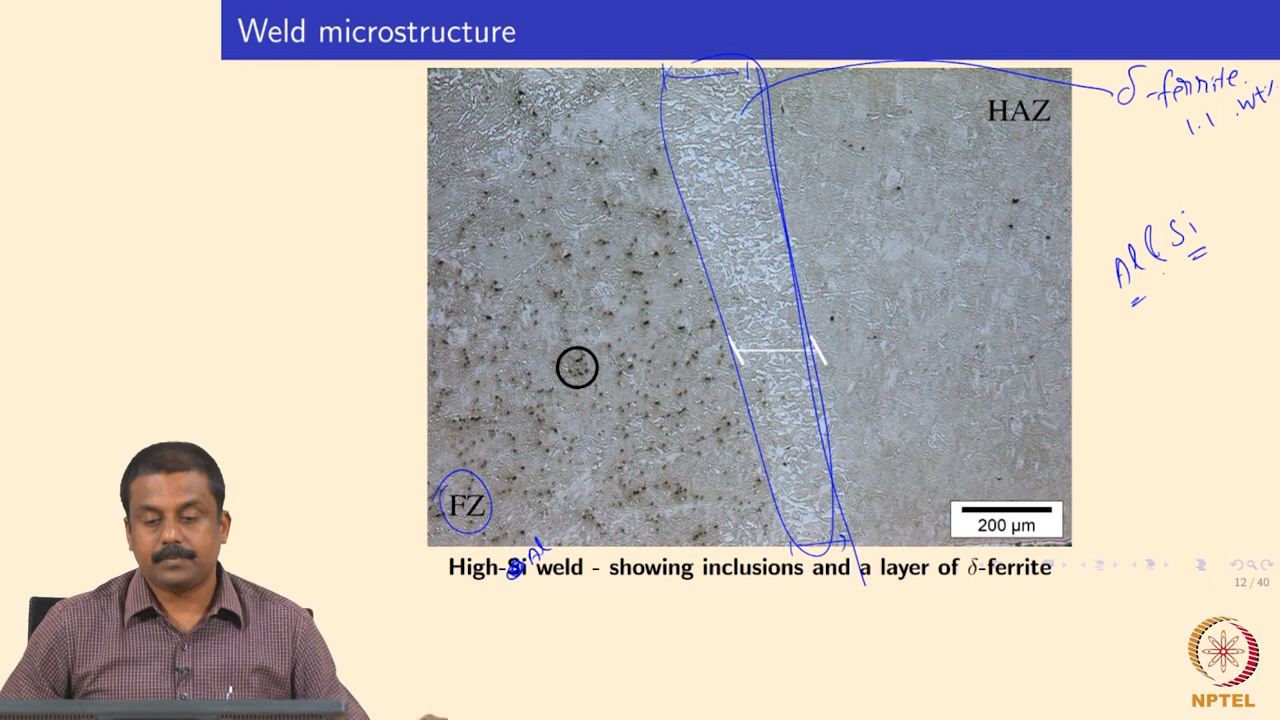 Weld microstructure
HAZ
δ-ferrite.
1.1 .wt%
Al & Si
FZ
200 µm
Al
High-Si weld - showing inclusions and a layer of δ-ferrite
12 / 40
NPTEL